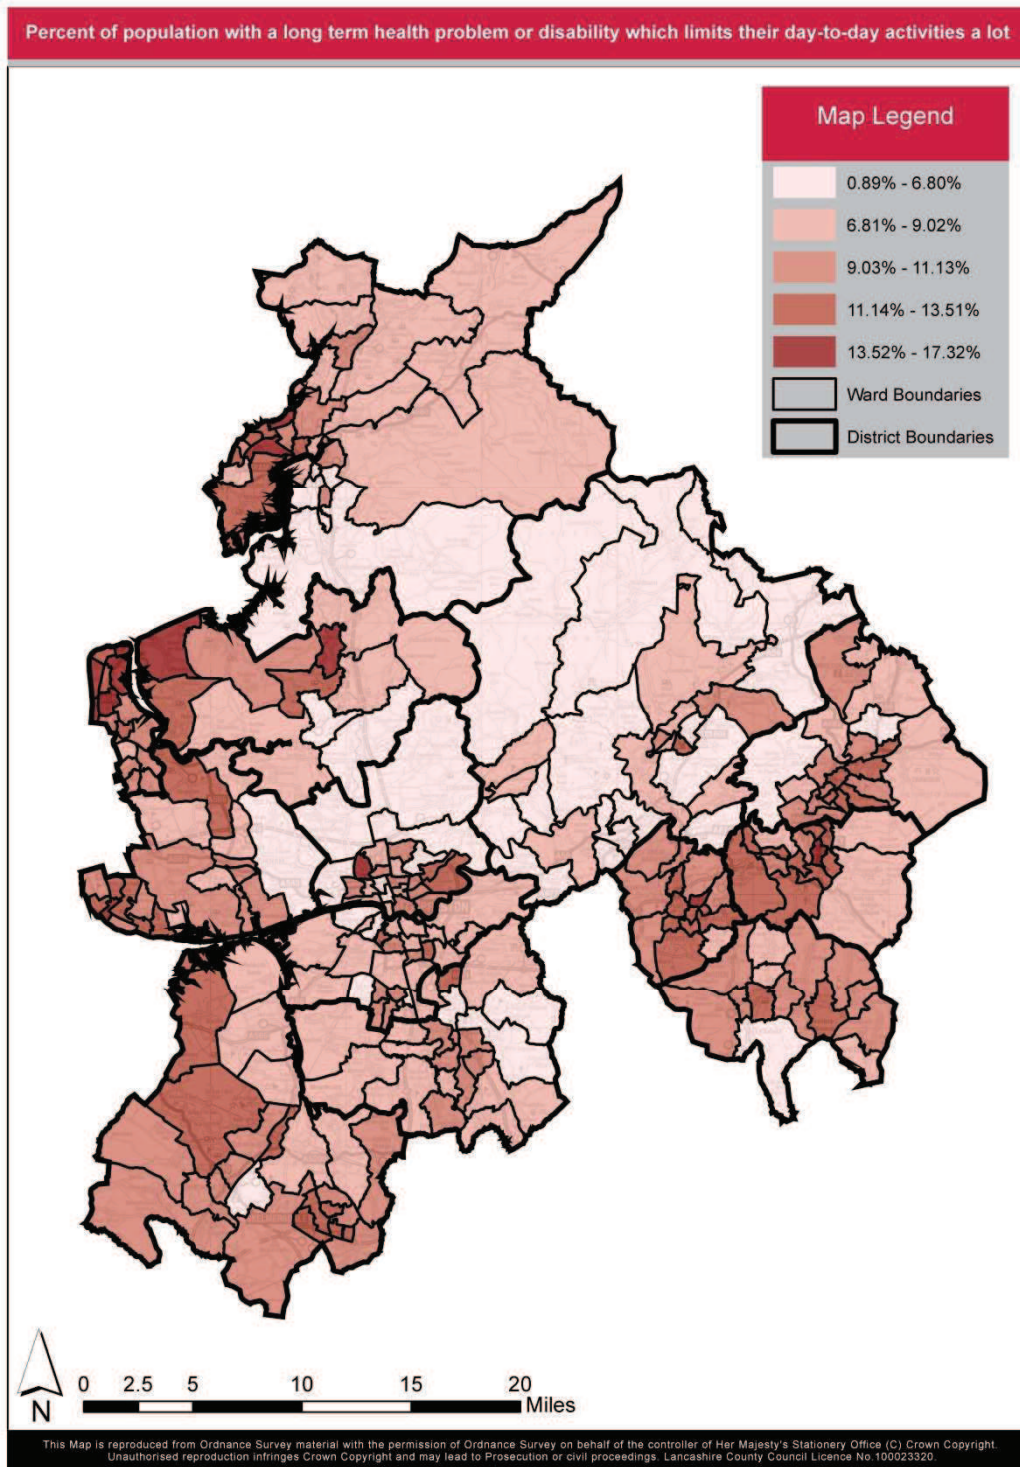 Percent of population with a long term health problem or disability which limits their day-to-day activities a lot
Map Legend
0.89% - 6.80%
6.81% - 9.02%
9.03% - 11.13%
11.14% - 13.51%
13.52% - 17.32%
Ward Boundaries
District Boundaries
0 2.5 5 10 15 20
Miles
N
This Map is reproduced from Ordnance Survey material with the permission of Ordnance Survey on behalf of the controller of Her Majesty's Stationery Office (C) Crown Copyright.
Unauthorised reproduction infringes Crown Copyright and may lead to Prosecution or civil proceedings. Lancashire County Council Licence No.100023320.